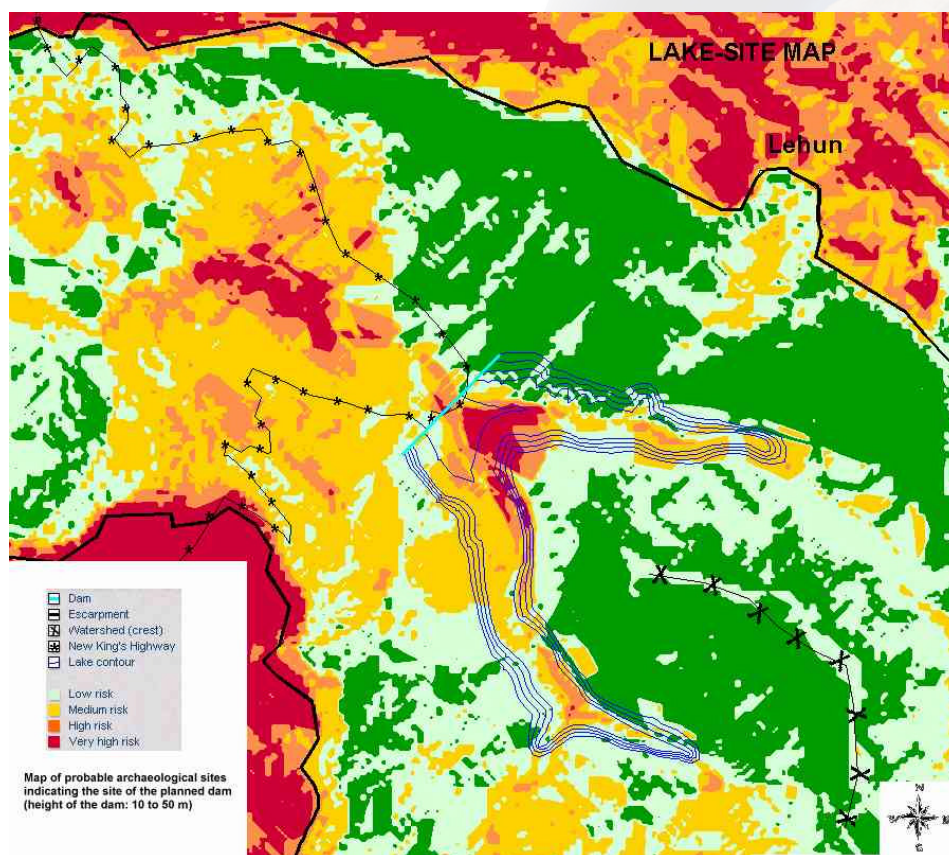 LAKE-SITE MAP
Lehun
Dam
Escarpment
Watershed (crest)
New King's Highway
Lake contour
Low risk
Medium risk
High risk
Very high risk
Map of probable archaeological sites
indicating the site of the planned dam
(height of the dam: 10 to 50 m)